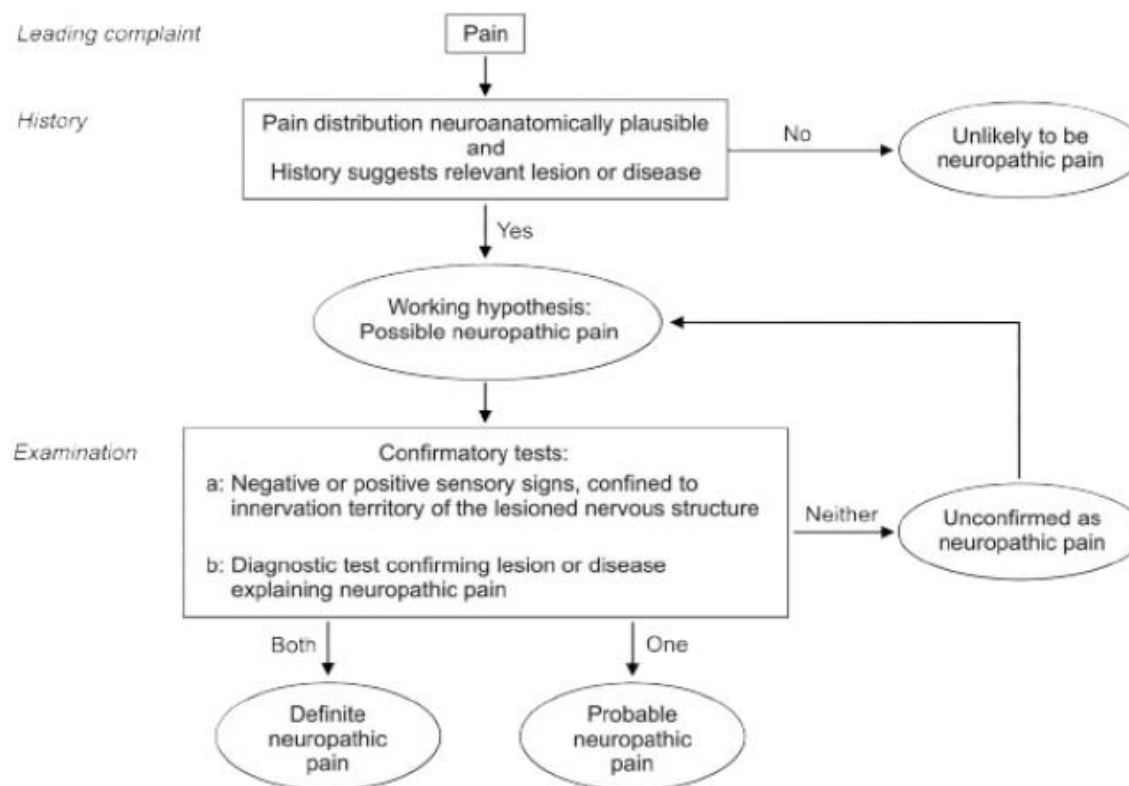 Leading complaint
Pain
History
Pain distribution neuroanatomically plausible
and
History suggests relevant lesion or disease
No
Unlikely to be
neuropathic pain
Yes
Working hypothesis:
Possible neuropathic pain
Examination
Confirmatory tests:
a: Negative or positive sensory signs, confined to
innervation territory of the lesioned nervous structure
b: Diagnostic test confirming lesion or disease
explaining neuropathic pain
Neither
Unconfirmed as
neuropathic pain
Both
One
Definite
neuropathic
pain
Probable
neuropathic
pain